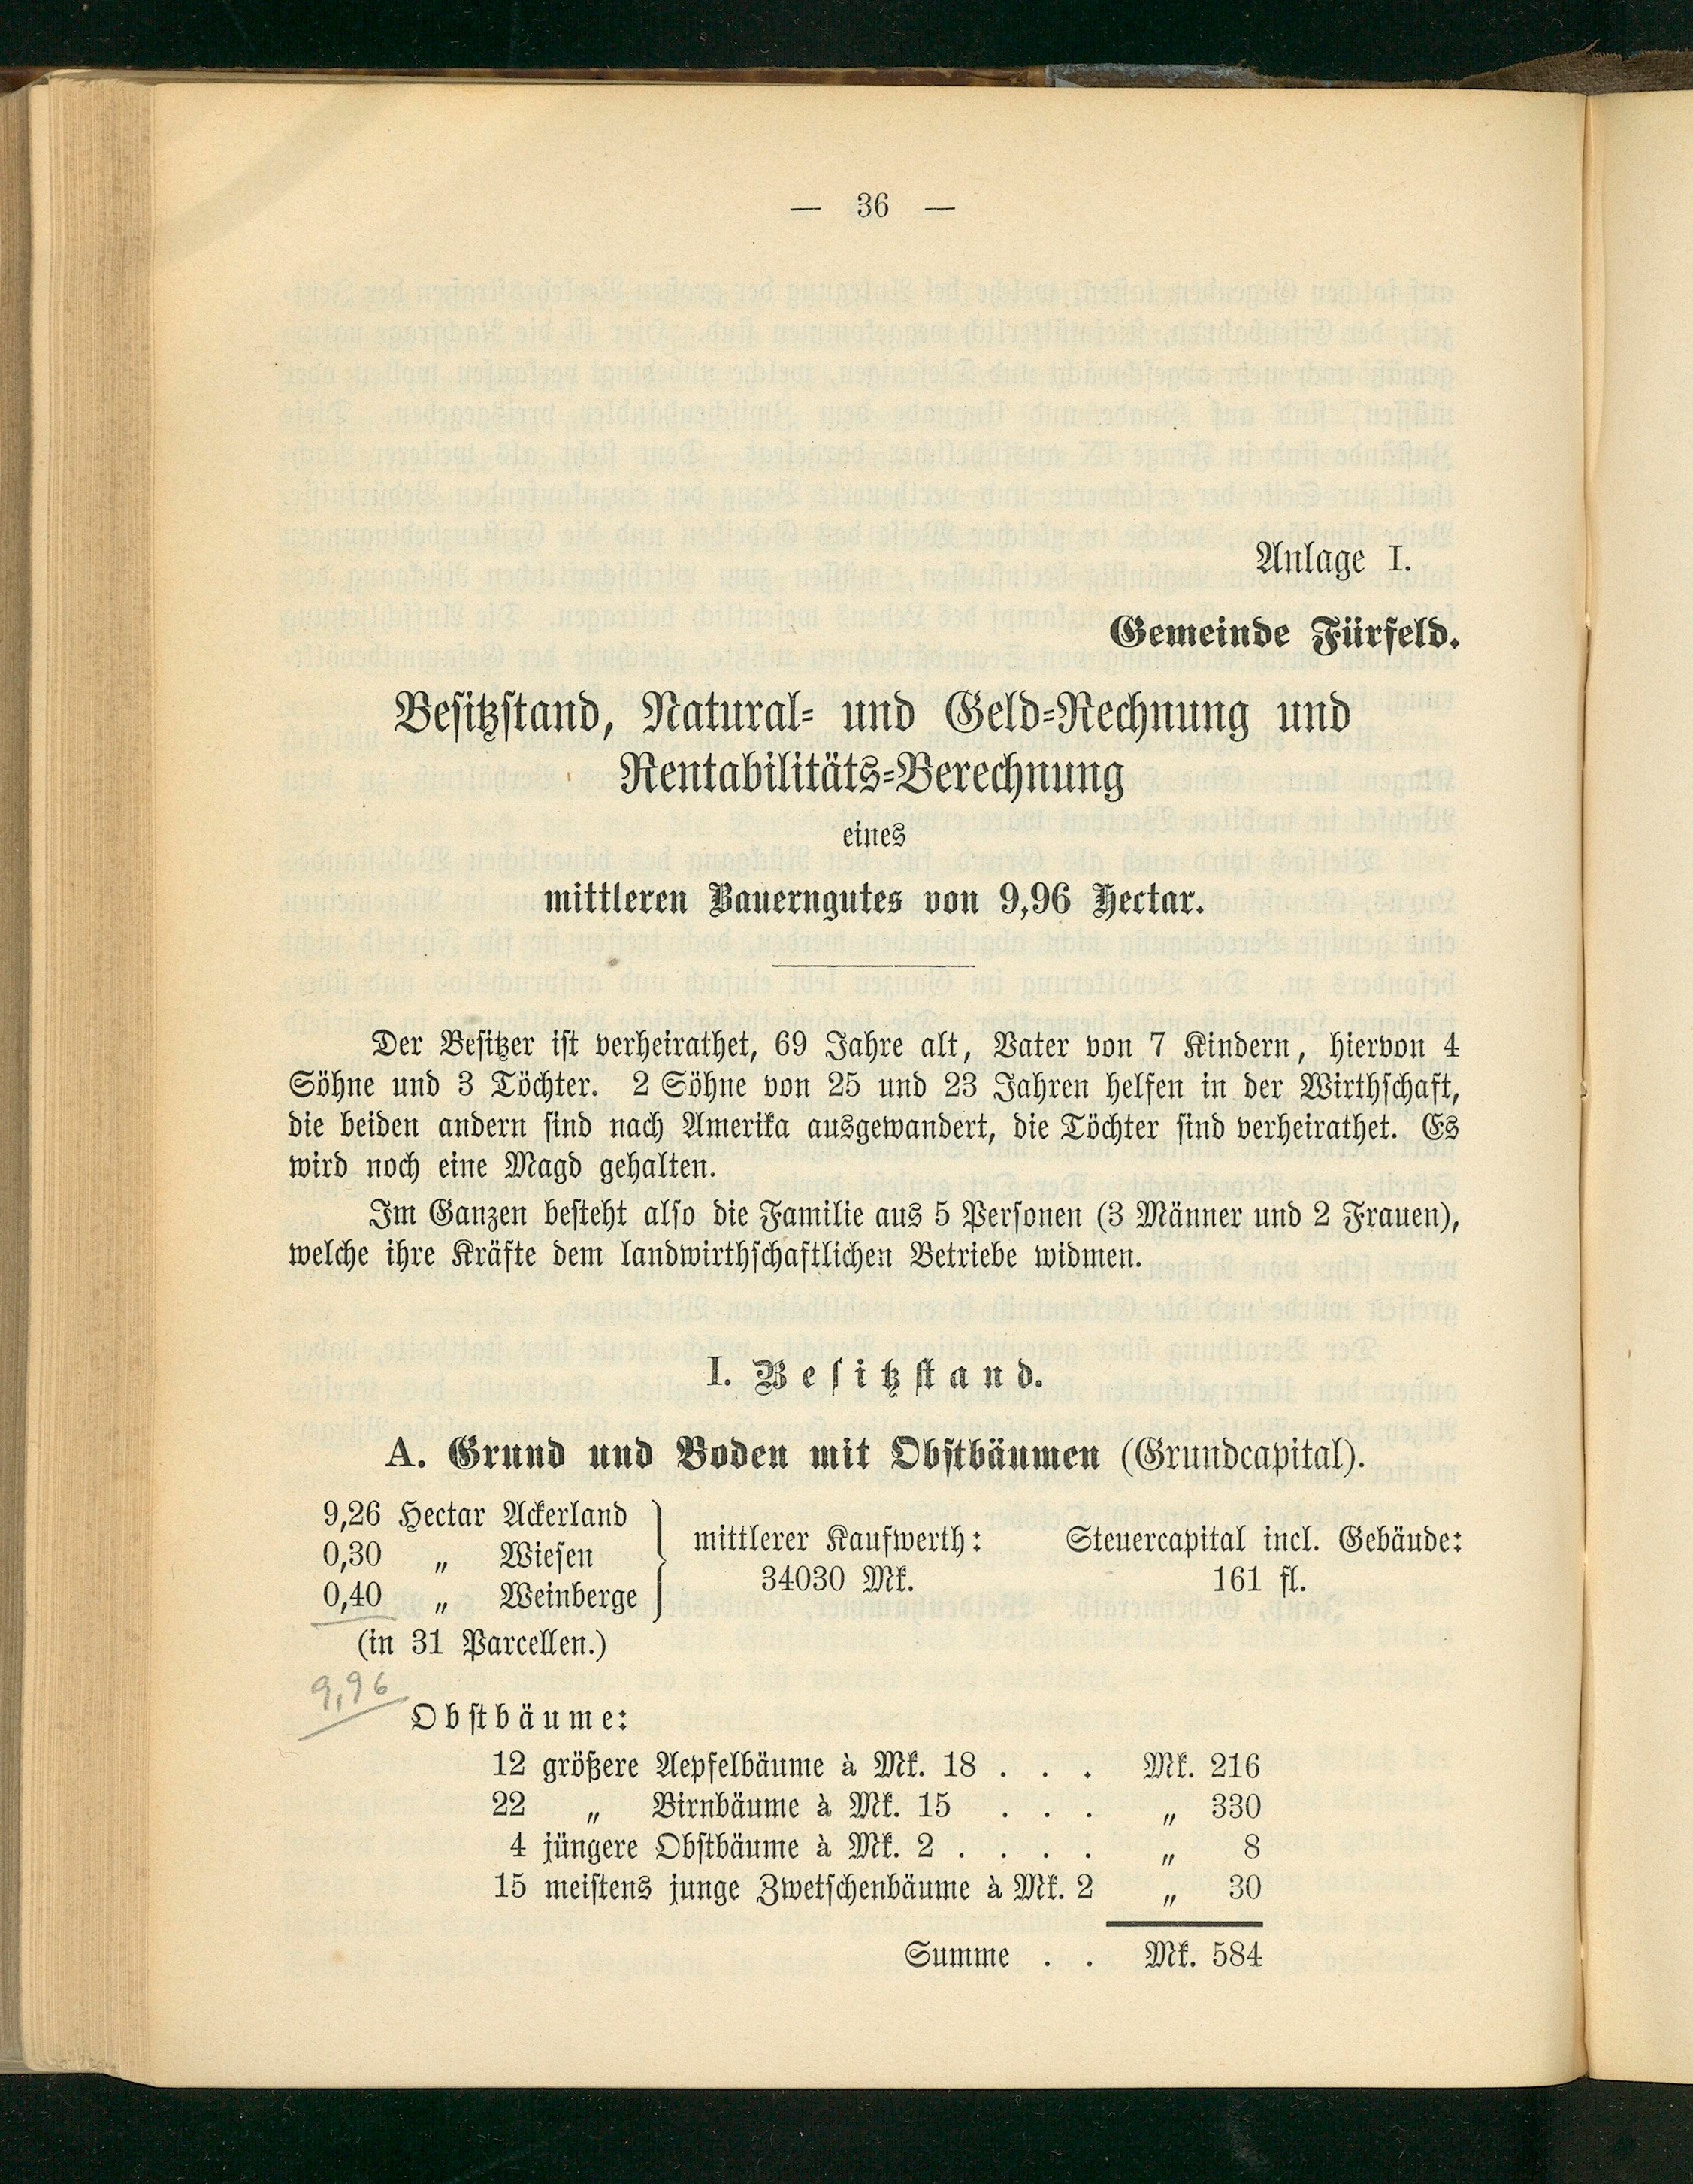 — 36 —
Anlage I.
Gemeinde Fürfeld.
Besitzstand, Natural- und Geld-Rechnung und
Rentabilitäts-Berechnung
eines
mittleren Bauerngutes von 9,96 Hectar.
Der Besitzer ist verheirathet, 69 Jahre alt, Vater von 7 Kindern, hiervon 4
Söhne und 3 Töchter. 2 Söhne von 25 und 23 Jahren helfen in der Wirthschaft,
die beiden andern sind nach Amerika ausgewandert, die Töchter sind verheirathet. Es
wird noch eine Magd gehalten.
Im Ganzen besteht also die Familie aus 5 Personen (3 Männer und 2 Frauen),
welche ihre Kräfte dem landwirthschaftlichen Betriebe widmen.
I. Besitzstand.
A. Grund und Boden mit Obstbäumen (Grundcapital).
9,26 Hectar Ackerland
0,30 „ Wiesen
0,40 „ Weinberge
(in 31 Parcellen.)
mittlerer Kaufwerth:
34030 Mk.
Steuercapital incl. Gebäude:
161 fl.
9,96
Obstbäume:
12 größere Aepfelbäume à Mk. 18 . . . Mk. 216
22 „ Birnbäume à Mk. 15 . . . „ 330
4 jüngere Obstbäume à Mk. 2 . . . . „ 8
15 meistens junge Zwetschenbäume à Mk. 2 „ 30
Summe . . Mk. 584